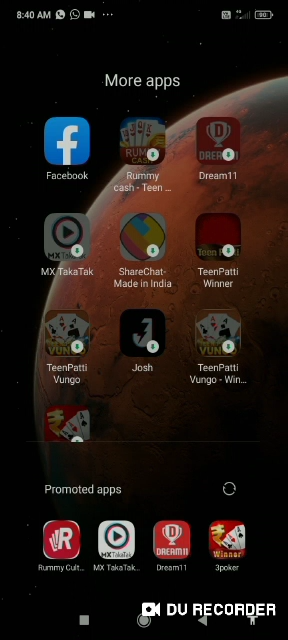 8:40 AM
80
More apps
Facebook
Rummy cash - Teen ...
Dream11
MX TakaTak
ShareChat- Made in India
TeenPatti Winner
TeenPatti Vungo
Josh
TeenPatti Vungo - Win...
Promoted apps
Rummy Cult...
MX TakaTak...
Dream11
3poker
DU RECORDER